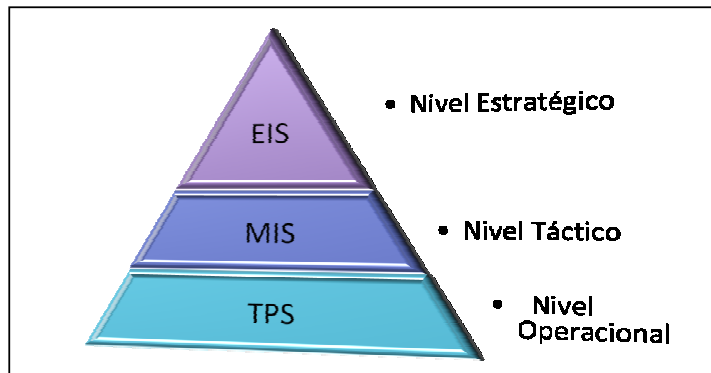 EIS
• Nivel Estratégico
MIS
• Nivel Táctico
TPS
• Nivel
Operacional